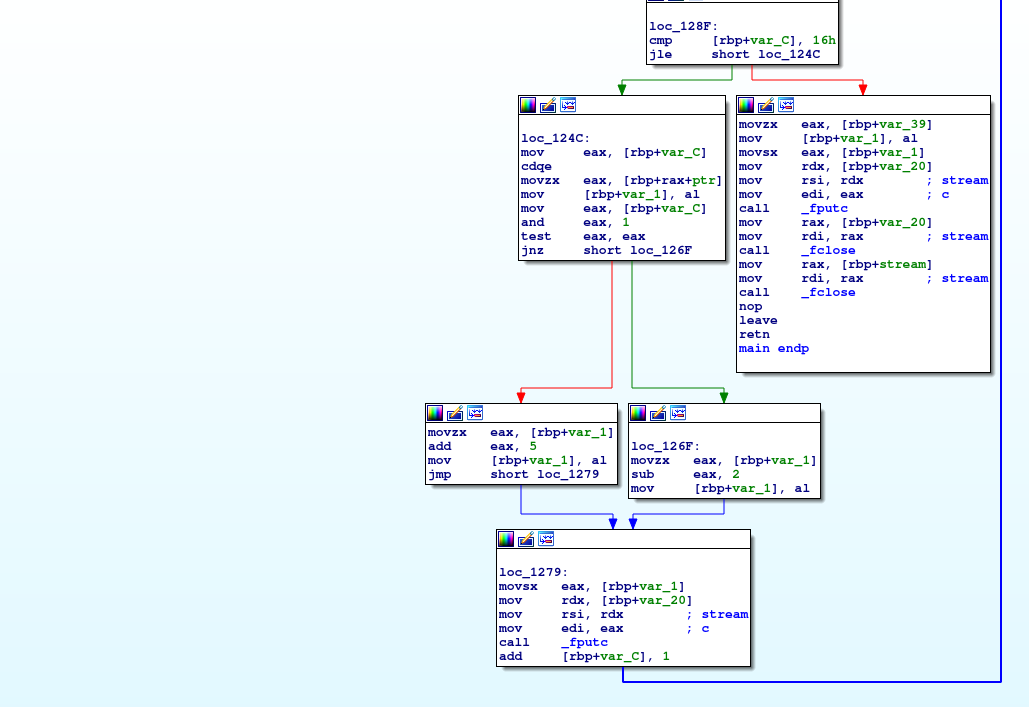 loc_128F:
cmp [rbp+var_C], 16h
jle short loc_124C
loc_124C:
mov eax, [rbp+var_C]
cdqe
movzx eax, [rbp+rax+ptr]
mov [rbp+var_1], al
mov eax, [rbp+var_C]
and eax, 1
test eax, eax
jnz short loc_126F
movzx eax, [rbp+var_39]
mov [rbp+var_1], al
movsx eax, [rbp+var_1]
mov rdx, [rbp+var_20]
mov rsi, rdx ; stream
mov edi, eax ; c
call _fputc
mov rax, [rbp+var_20]
mov rdi, rax ; stream
call _fclose
mov rax, [rbp+stream]
mov rdi, rax ; stream
call _fclose
nop
leave
retn
main endp
movzx eax, [rbp+var_1]
add eax, 5
mov [rbp+var_1], al
jmp short loc_1279
loc_126F:
movzx eax, [rbp+var_1]
sub eax, 2
mov [rbp+var_1], al
loc_1279:
movsx eax, [rbp+var_1]
mov rdx, [rbp+var_20]
mov rsi, rdx ; stream
mov edi, eax ; c
call _fputc
add [rbp+var_C], 1